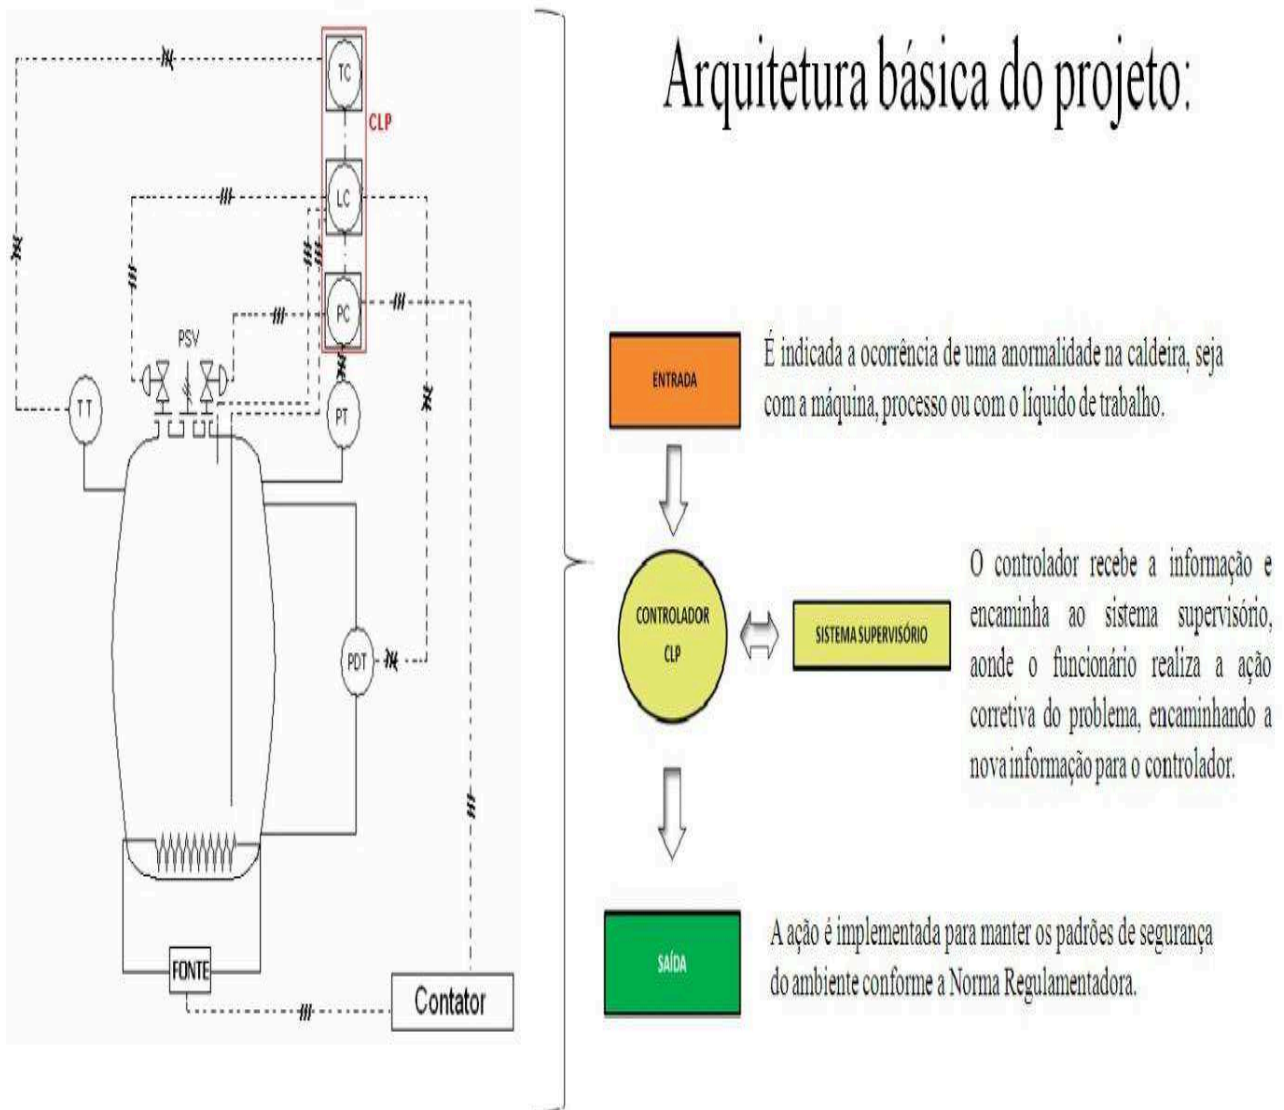 Arquitetura básica do projeto:
TC
CLP
LC
PC
PSV
TT
PT
PDT
FONTE
Contator
ENTRADA
É indicada a ocorrência de uma anormalidade na caldeira, seja
com a máquina, processo ou com o líquido de trabalho.
CONTROLADOR
CLP
SISTEMA SUPERVISÓRIO
O controlador recebe a informação e
encaminha ao sistema supervisório,
aonde o funcionário realiza a ação
corretiva do problema, encaminhando a
nova informação para o controlador.
SAÍDA
A ação é implementada para manter os padrões de segurança
do ambiente conforme a Norma Regulamentadora.